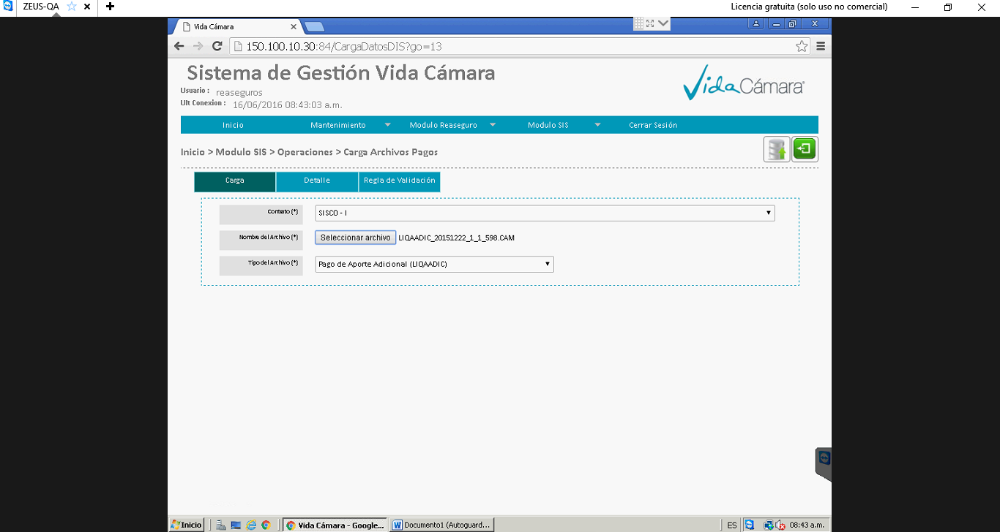 ZEUS-QA
Licencia gratuita (solo uso no comercial)
Vida Cámara
150.100.10.30:84/CargaDatosDIS?go=13
Sistema de Gestión Vida Cámara
Usuario : reaseguros
Ult Conexion : 16/06/2016 08:43:03 a.m.
Vida Cámara
Inicio Mantenimiento Modulo Reaseguro Modulo SIS Cerrar Sesión
Inicio > Modulo SIS > Operaciones > Carga Archivos Pagos
Carga Detalle Regla de Validación
Contrato (*) SISCO - I
Nombre del Archivo (*) Seleccionar archivo LIQAADIC_20151222_1_1_598.CAM
Tipo del Archivo (*) Pago de Aporte Adicional (LIQAADIC)
Inicio Vida Cámara - Google... Documento1 (Autoguard... ES 08:43 a.m.